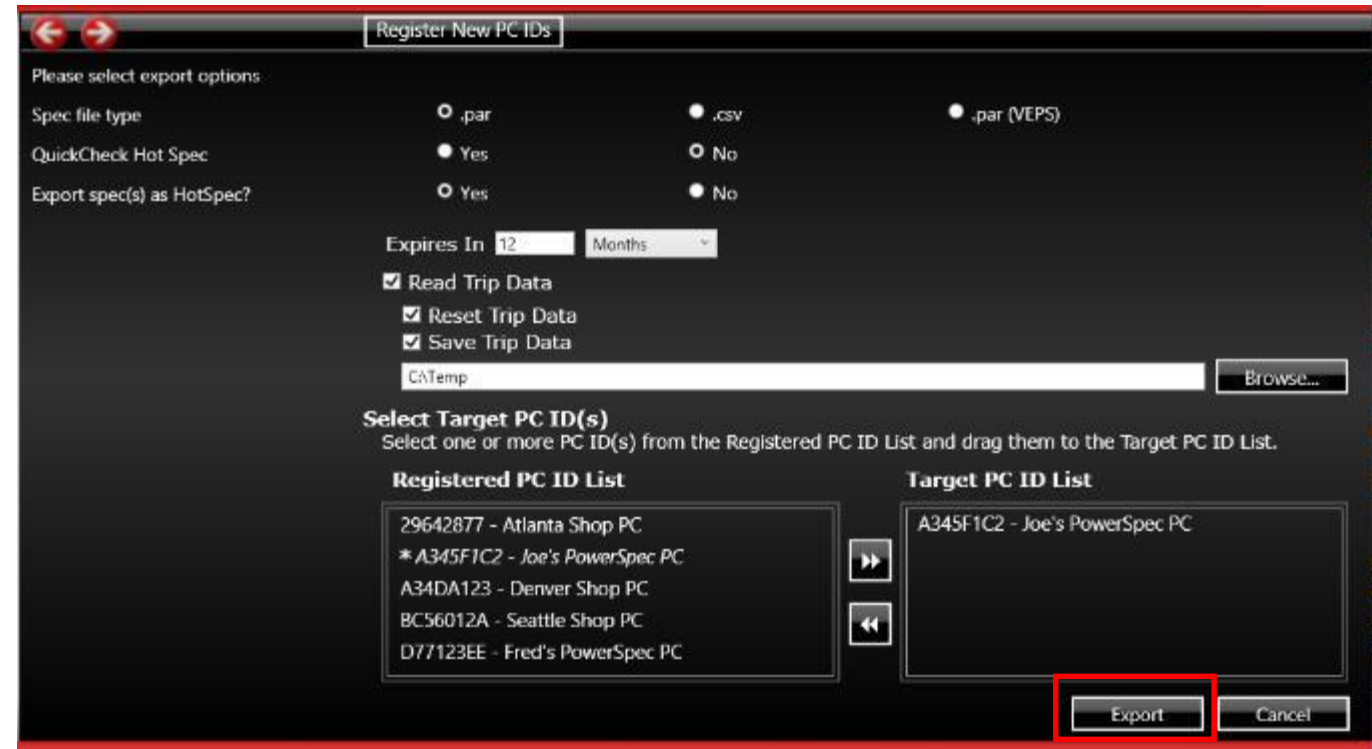 Register New PC IDs
Please select export options
Spec file type .par .csv .par (VEPS)
QuickCheck Hot Spec Yes No
Export spec(s) as HotSpec? Yes No
Expires In 12 Months
Read Trip Data
Reset Trip Data
Save Trip Data
C:\Temp Browse...
Select Target PC ID(s)
Select one or more PC ID(s) from the Registered PC ID List and drag them to the Target PC ID List.
Registered PC ID List Target PC ID List
29642877 - Atlanta Shop PC A345F1C2 - Joe's PowerSpec PC
* A345F1C2 - Joe's PowerSpec PC
A34DA123 - Denver Shop PC
BC56012A - Seattle Shop PC
D77123EE - Fred's PowerSpec PC
Export Cancel